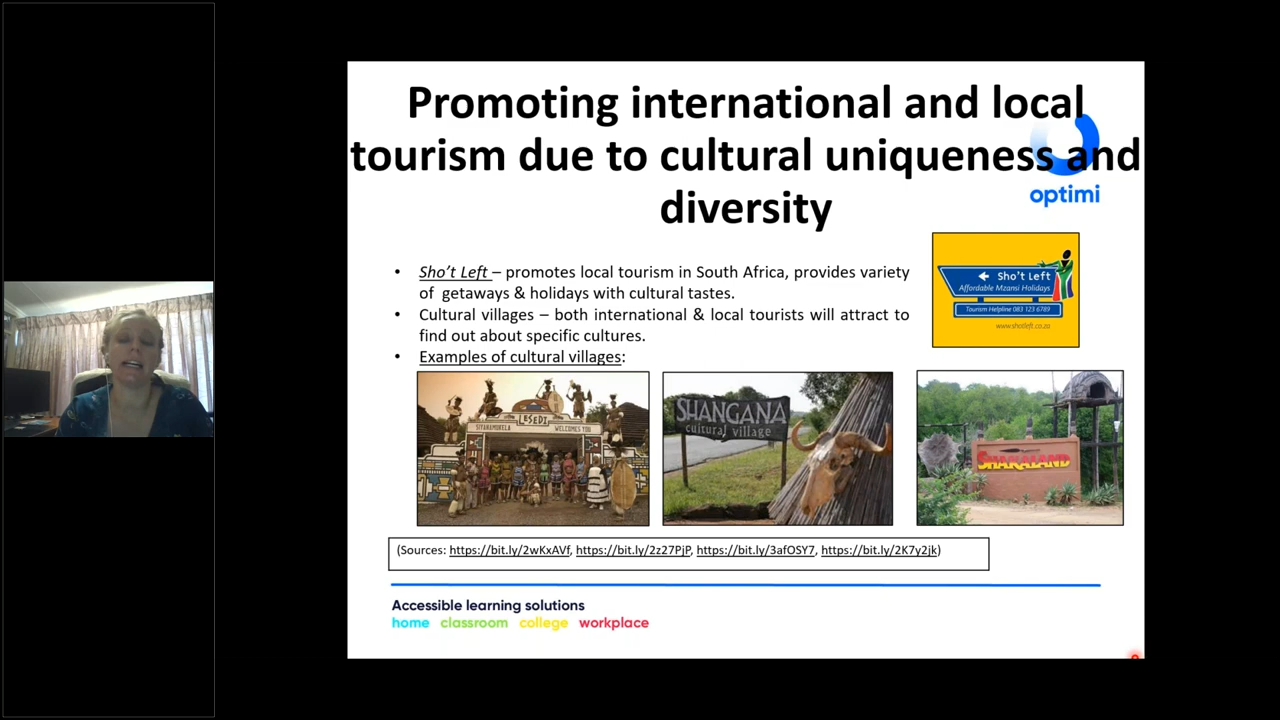 Promoting international and local
tourism due to cultural uniqueness and
diversity
optimi
• Sho’t Left – promotes local tourism in South Africa, provides variety
of getaways & holidays with cultural tastes.
• Cultural villages – both international & local tourists will attract to
find out about specific cultures.
• Examples of cultural villages:
Sho't Left
Affordable Mzansi Holidays
Tourism Helpline 083 123 6789
www.shotleft.co.za
LESEDI
SIYANAMUKELA WELCOMES YOU
SHANGANA
cultural village
SHAKALAND
(Sources: https://bit.ly/2wKxAVf, https://bit.ly/2z27PjP, https://bit.ly/3afOSY7, https://bit.ly/2K7y2jk)
Accessible learning solutions
home classroom college workplace